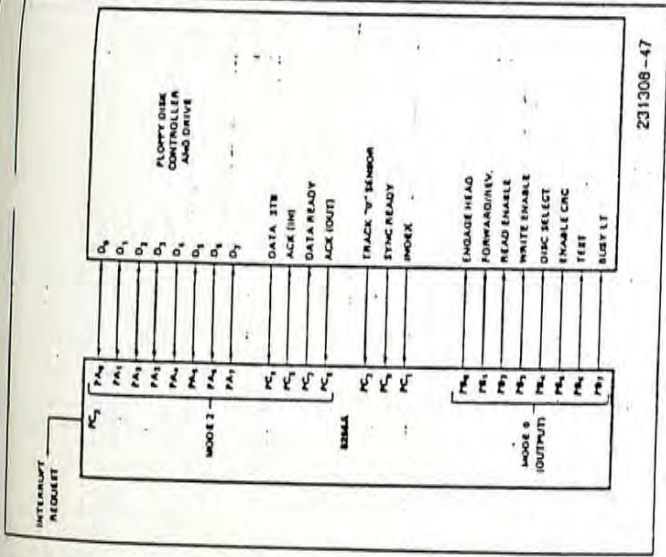 INTERRUPT
REQUEST
PC₃
PA₀ D₀
PA₁ D₁
PA₂ D₂
PA₃ D₃
PA₄ D₄
PA₅ D₅
PA₆ D₆
PA₇ D₇
FLOPPY DISK
CONTROLLER
AND DRIVE
MODE 2
PC₄ DATA STB
PC₅ ACK (IN)
PC₇ DATA READY
PC₆ ACK (OUT)
PC₂ TRACK "0" SENSOR
PC₀ SYNC READY
PC₁ INDEX
8255A
MODE 0
(OUTPUT)
PB₀ ENGAGE HEAD
PB₁ FORWARD/REV.
PB₂ READ ENABLE
PB₃ WRITE ENABLE
PB₄ DISC SELECT
PB₅ ENABLE CRC
PB₆ TEST
PB₇ BUSY LT
231308-47